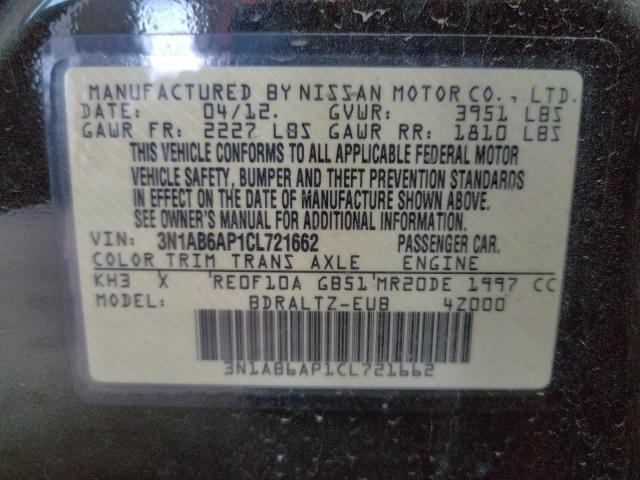 MANUFACTURED BY NISSAN MOTOR CO., LTD.
DATE: 04/12. GVWR: 3951 LBS
GAWR FR: 2227 LBS GAWR RR: 1810 LBS
THIS VEHICLE CONFORMS TO ALL APPLICABLE FEDERAL MOTOR
VEHICLE SAFETY, BUMPER AND THEFT PREVENTION STANDARDS
IN EFFECT ON THE DATE OF MANUFACTURE SHOWN ABOVE.
SEE OWNER'S MANUAL FOR ADDITIONAL INFORMATION.
VIN: 3N1AB6AP1CL721662 PASSENGER CAR.
COLOR TRIM TRANS AXLE ENGINE
KH3 X RE0F10A GB51 MR20DE 1997 CC
MODEL: BDRALTZ-EUB 4Z000
3N1AB6AP1CL721662